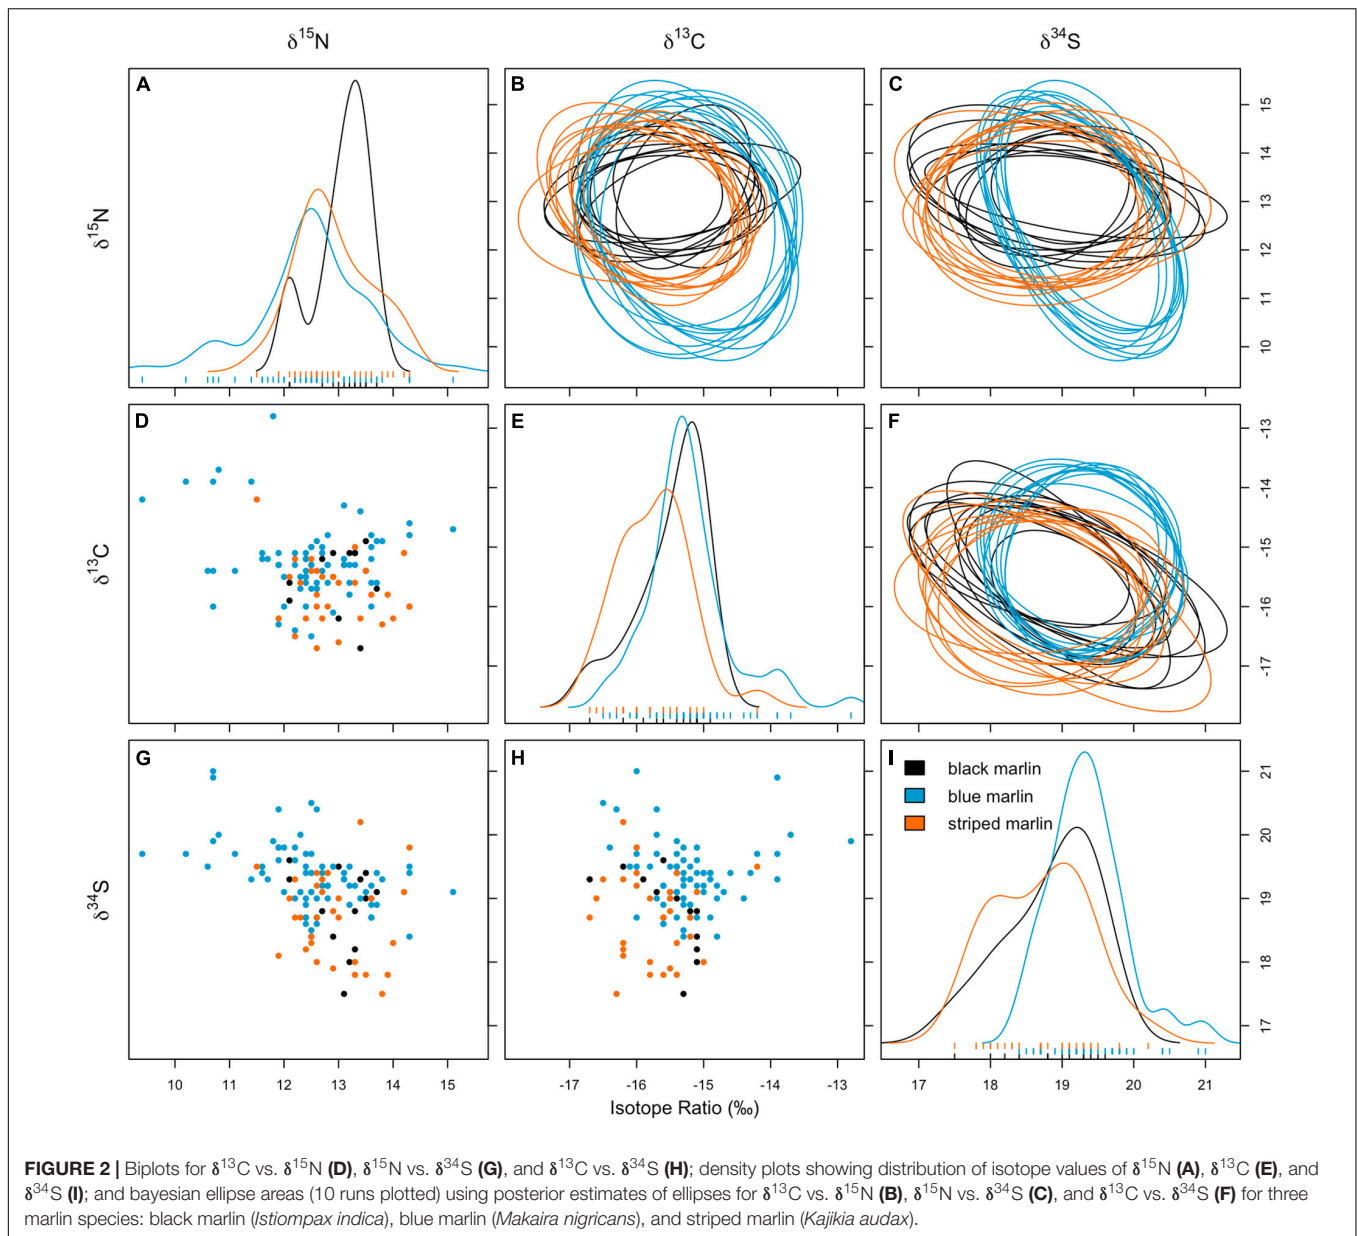 δ15N
δ13C
δ34S
A
B
C
15
14
13
12
11
10
δ15N
D
E
F
-13
-14
-15
-16
-17
δ13C
G
H
I
black marlin
blue marlin
striped marlin
21
20
19
18
17
δ34S
10 11 12 13 14 15
-17 -16 -15 -14 -13
17 18 19 20 21
Isotope Ratio (‰)
FIGURE 2 | Biplots for δ13C vs. δ15N (D), δ15N vs. δ34S (G), and δ13C vs. δ34S (H); density plots showing distribution of isotope values of δ15N (A), δ13C (E), and
δ34S (I); and bayesian ellipse areas (10 runs plotted) using posterior estimates of ellipses for δ13C vs. δ15N (B), δ15N vs. δ34S (C), and δ13C vs. δ34S (F) for three
marlin species: black marlin (Istiompax indica), blue marlin (Makaira nigricans), and striped marlin (Kajikia audax).